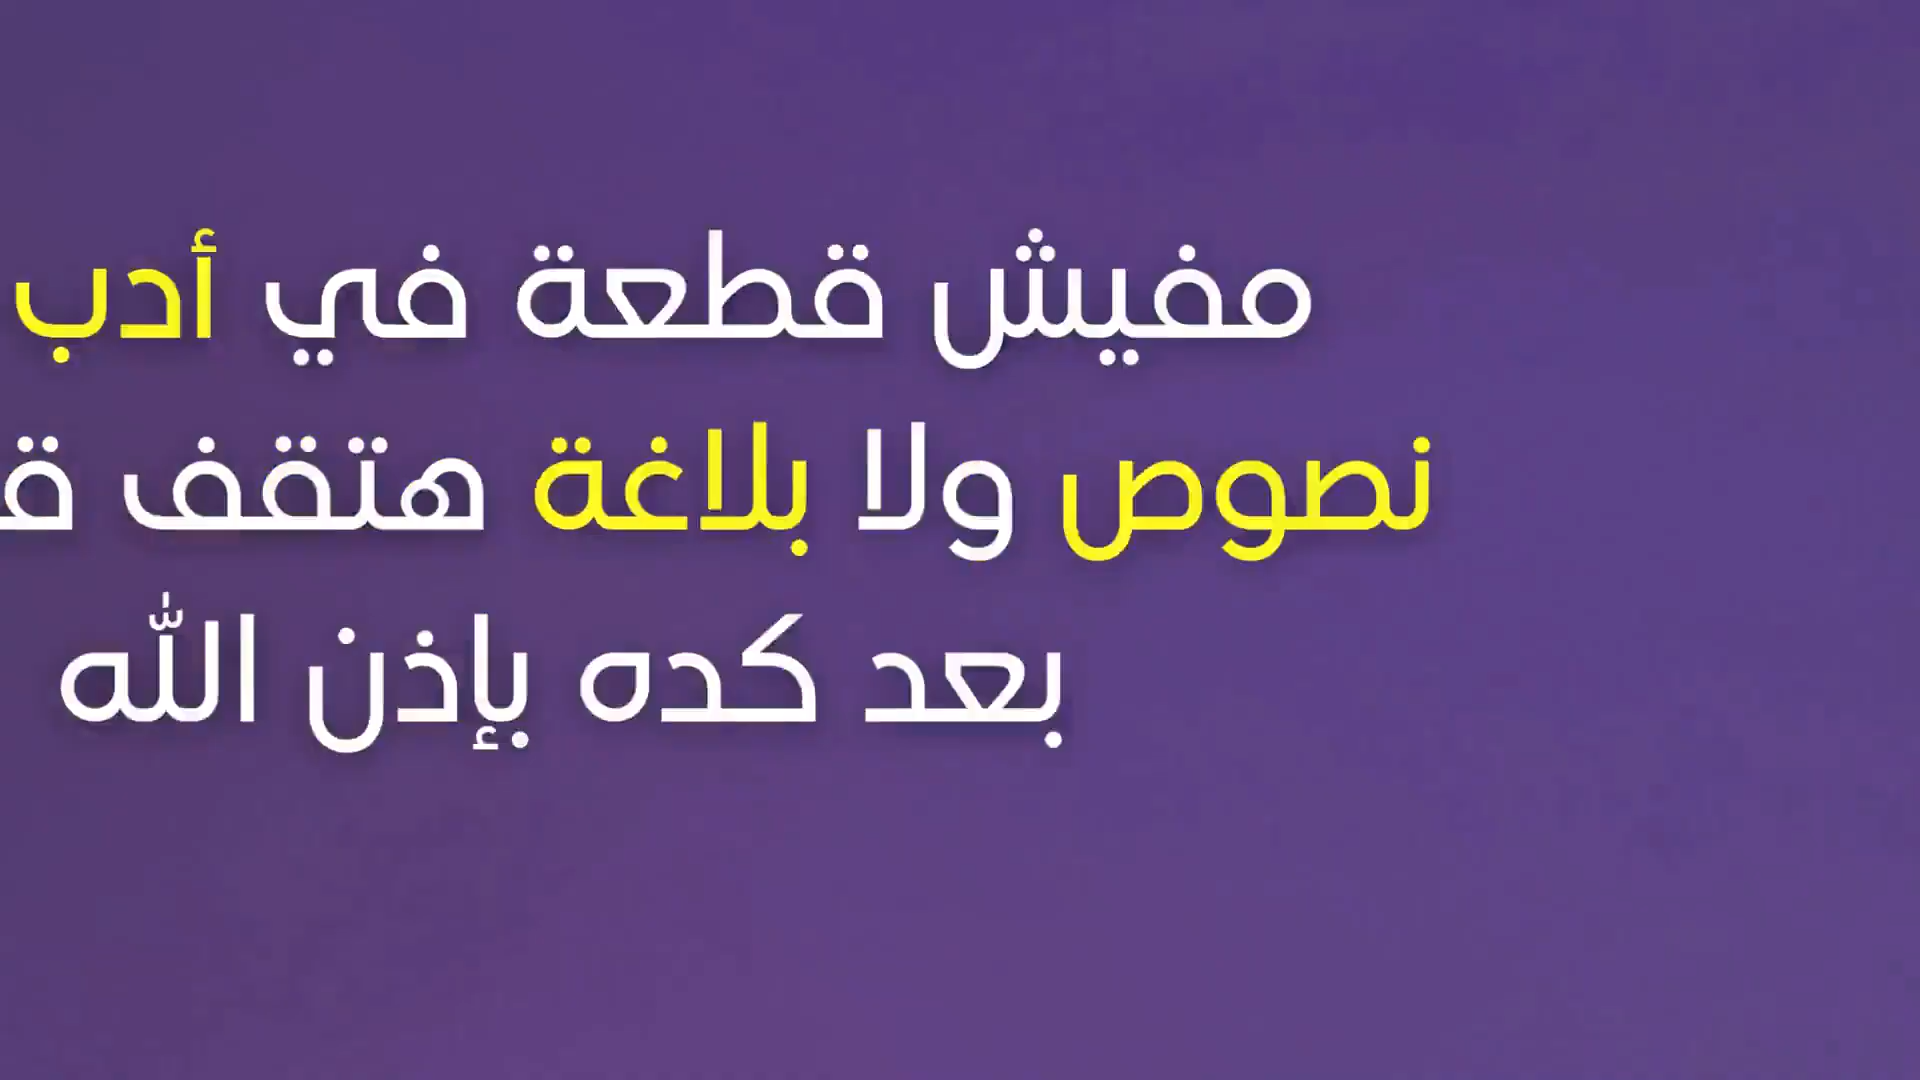 مفيش قطعة في أدب
نصوص ولا بلاغة هتقف
بعد كده بإذن الله